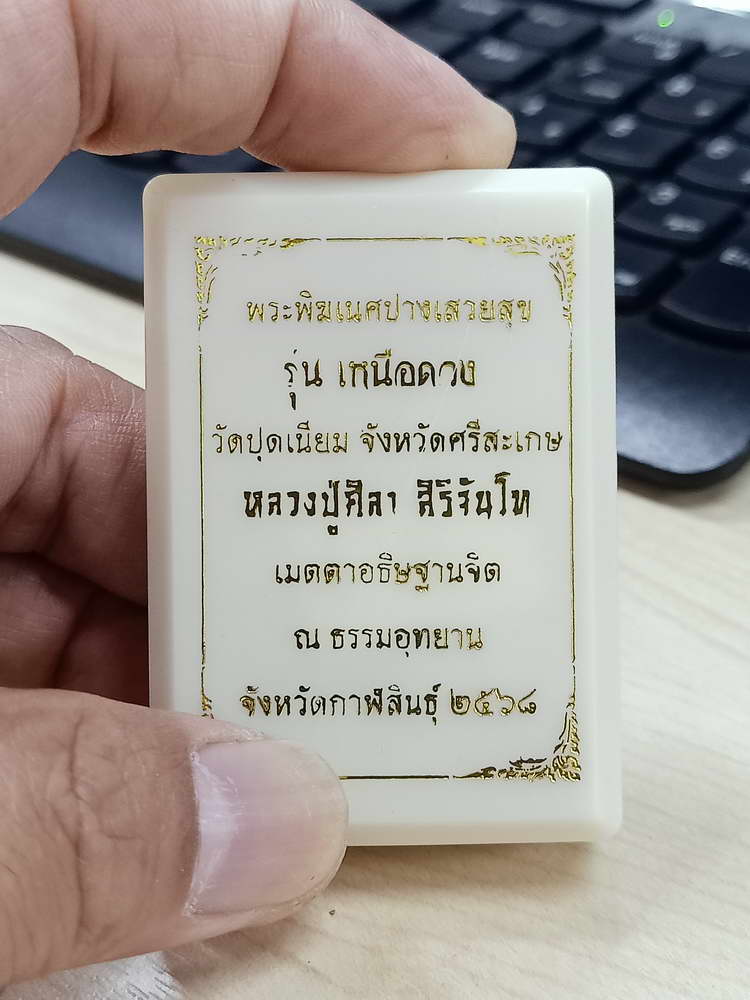 พระพิฆเนศปางเสวยสุข
รุ่น เหนือดวง
วัดปุดเนียม จังหวัดศรีสะเกษ
หลวงปู่ศิลา สิริจันโท
เมตตาอธิษฐานจิต
ณ ธรรมอุทยาน
จังหวัดกาฬสินธุ์ ๒๕๖๘